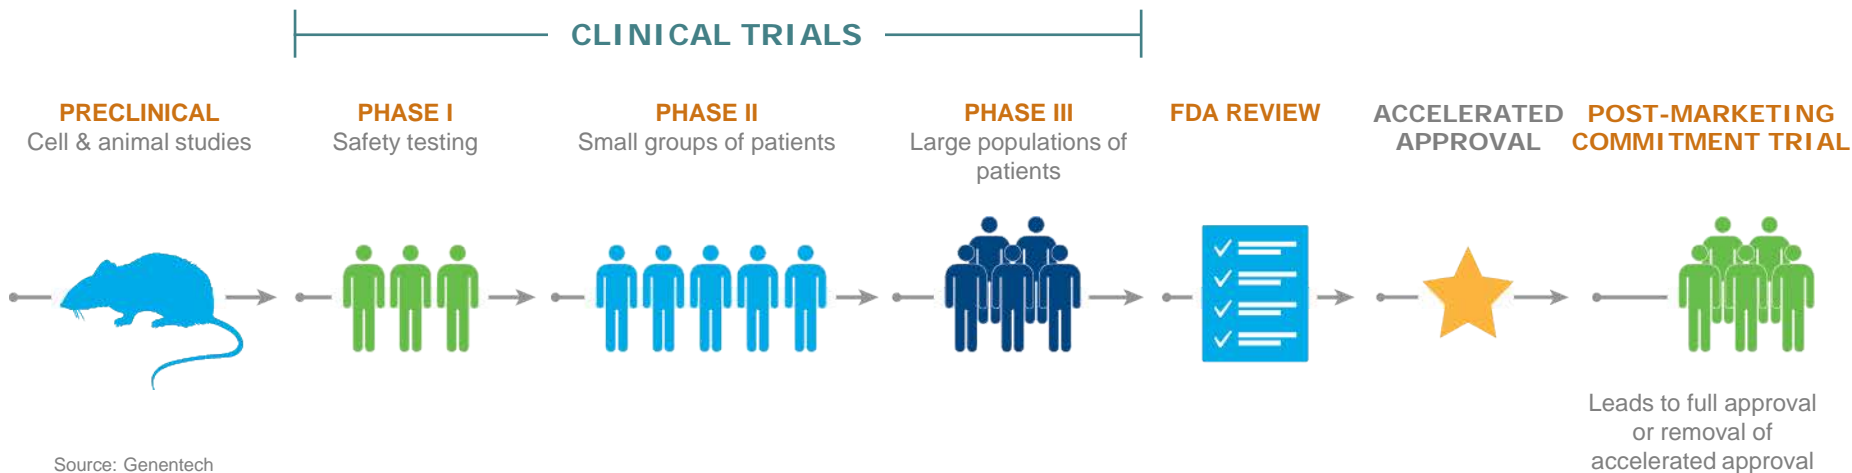 CLINICAL TRIALS
PRECLINICAL
Cell & animal studies
PHASE I
Safety testing
PHASE II
Small groups of patients
PHASE III
Large populations of
patients
FDA REVIEW
ACCELERATED
APPROVAL
POST-MARKETING
COMMITMENT TRIAL
Leads to full approval
or removal of
accelerated approval
Source: Genentech